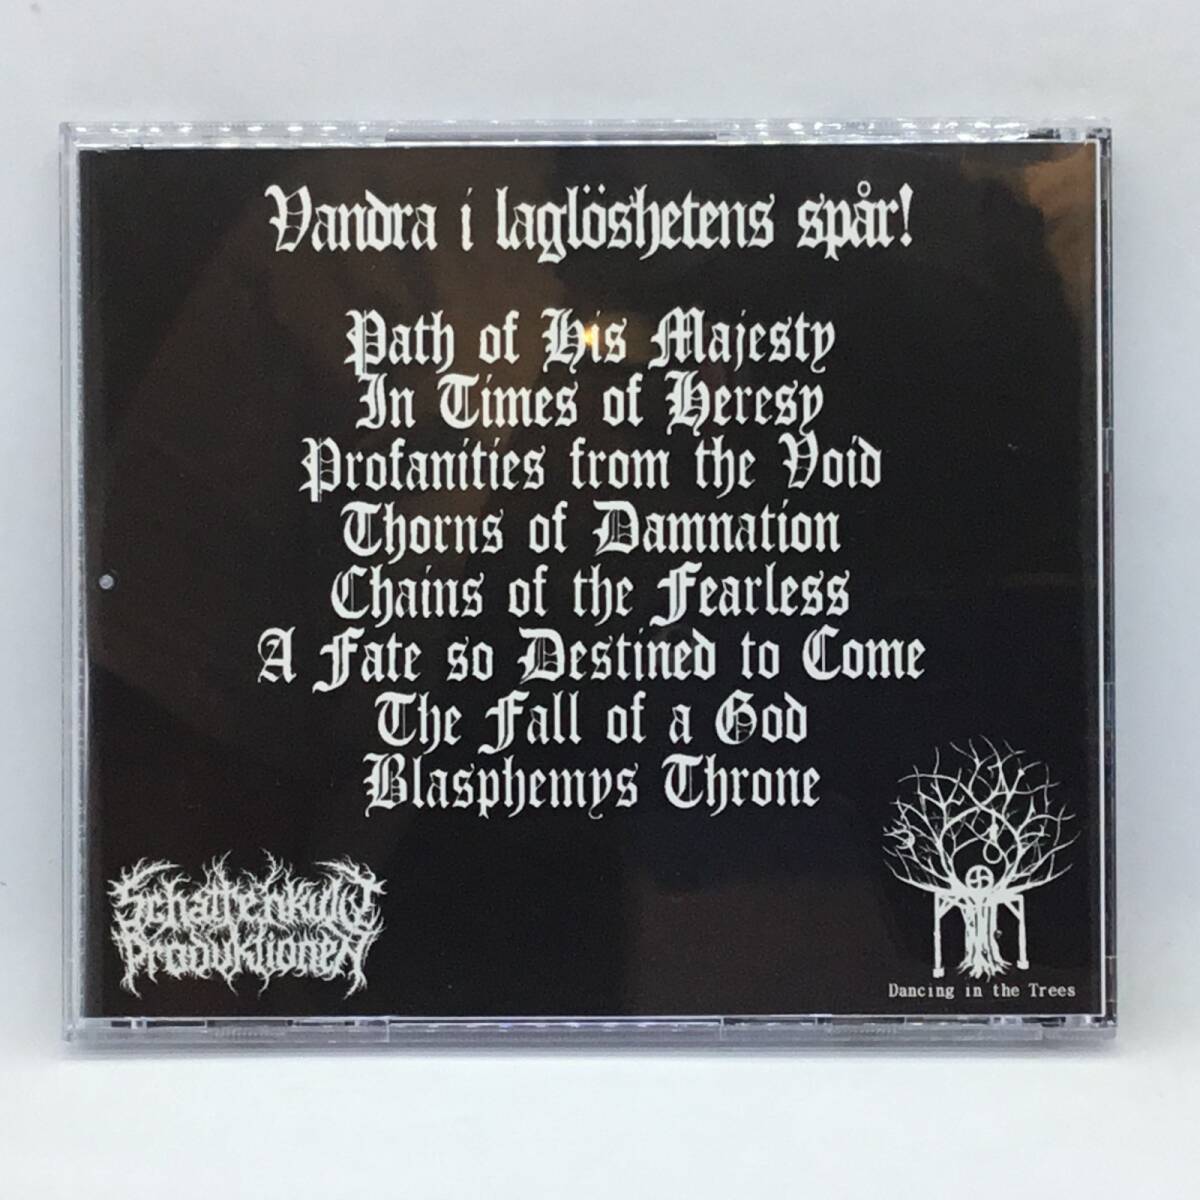 Vandra i laglöshetens spår!
Path of His Majesty
In Times of Heresy
Profanities from the Void
Thorns of Damnation
Chains of the Fearless
A Fate so Destined to Come
The Fall of a God
Blasphemys Throne
Schattenkult
Produktionen
Dancing in the Trees